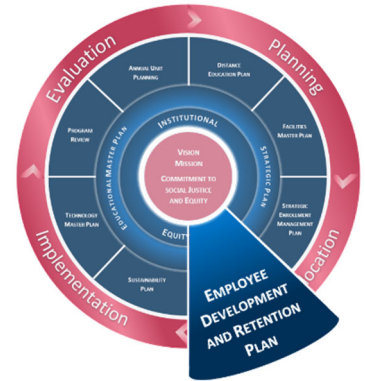 Evaluation
Planning
ocation
Implementation
ANNUAL UNIT
PLANNING
DISTANCE
EDUCATION PLAN
FACILITIES
MASTER PLAN
STRATEGIC
ENROLLMENT
MANAGEMENT
PLAN
EMPLOYEE
DEVELOPMENT
AND RETENTION
PLAN
SUSTAINABILITY
PLAN
TECHNOLOGY
MASTER PLAN
PROGRAM
REVIEW
INSTITUTIONAL
STRATEGIC PLAN
EQUITY
EDUCATIONAL MASTER PLAN
VISION
MISSION
COMMITMENT TO
SOCIAL JUSTICE
AND EQUITY